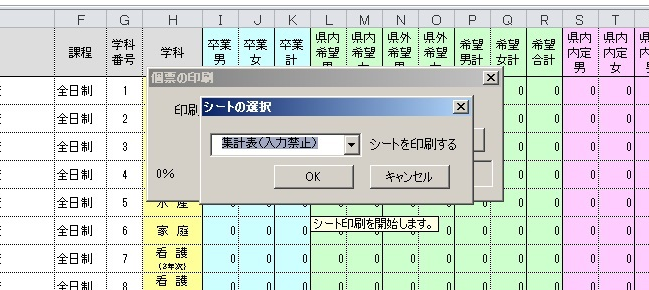 F G H I J K L M N O P Q R S T
課程 学科番号 学科 卒業男 卒業女 卒業計 県内希望男 県内希望 県外希望男 県外希望 希望男計 希望女計 希望合計 県内内定男 県内内定女
全日制 1 0 0 0
全日制 2 0 0 0
全日制 3 0 0 0
全日制 4 0 0 0
全日制 5 水 産 0 0 0 0 0 0 0 0 0 0 0 0
全日制 6 家 庭 0 0 0 0 0 0 0
全日制 7 看 護 0 0 0 0 0 0 0 0 0 0 0 0
(3年次)
全日制 8 看 護 0 0 0 0 0 0 0 0 0 0 0 0
個票の印刷
印刷
0%
シートの選択
集計表(入力禁止) シートを印刷する
OK キャンセル
シート印刷を開始します。